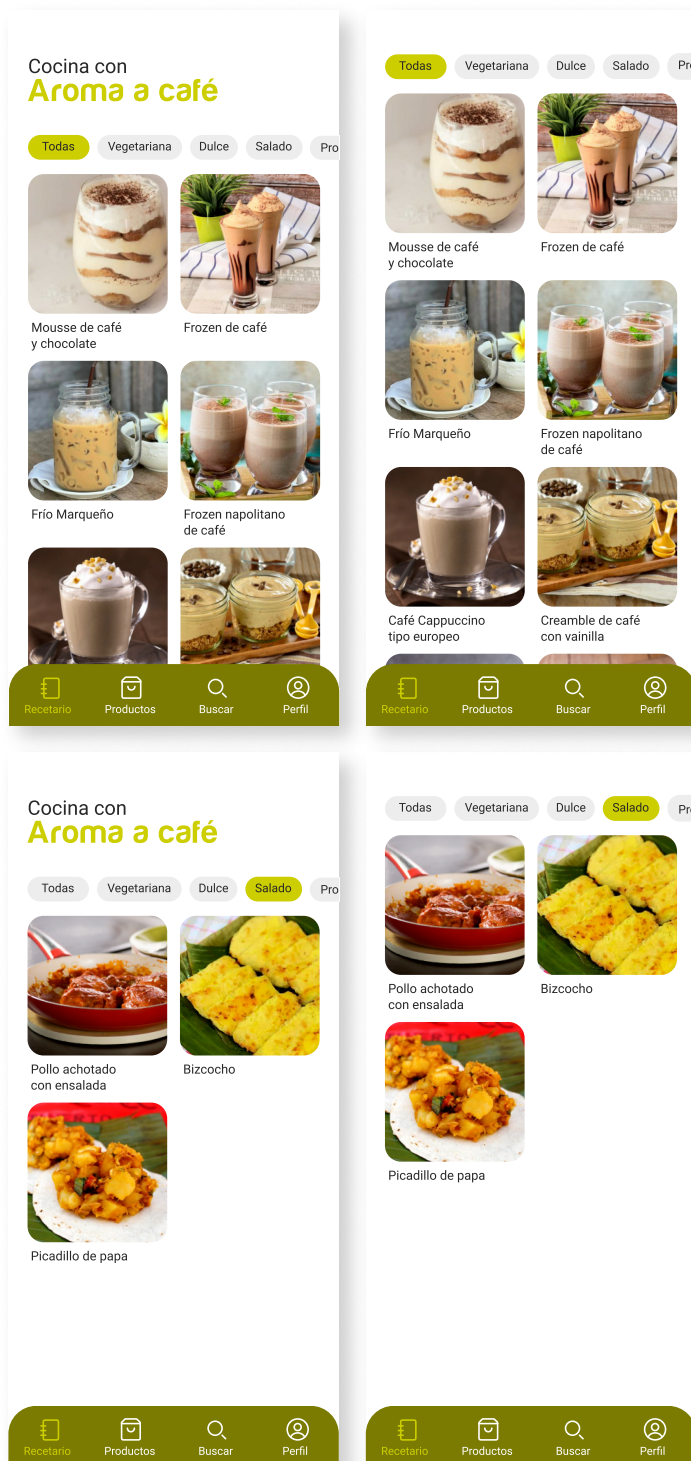 Cocina con
Aroma a café
Todas Vegetariana Dulce Salado Pro
Mousse de café
y chocolate
Frozen de café
Frío Marqueño
Frozen napolitano
de café
Recetario Productos Buscar Perfil
Todas Vegetariana Dulce Salado Pro
Mousse de café
y chocolate
Frozen de café
Frío Marqueño
Frozen napolitano
de café
Café Cappuccino
tipo europeo
Creamble de café
con vainilla
Recetario Productos Buscar Perfil
Cocina con
Aroma a café
Todas Vegetariana Dulce Salado Pro
Pollo achotado
con ensalada
Bizcocho
Picadillo de papa
Recetario Productos Buscar Perfil
Todas Vegetariana Dulce Salado Pro
Pollo achotado
con ensalada
Bizcocho
Picadillo de papa
Recetario Productos Buscar Perfil